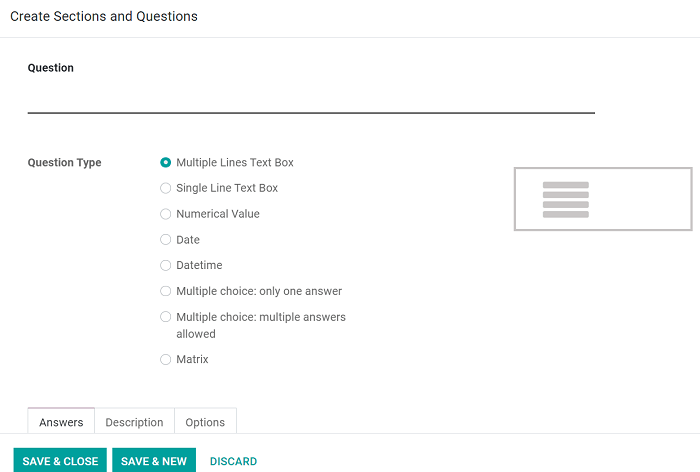 Create Sections and Questions
Question
Question Type
Multiple Lines Text Box
Single Line Text Box
Numerical Value
Date
Datetime
Multiple choice: only one answer
Multiple choice: multiple answers
allowed
Matrix
Answers Description Options
SAVE & CLOSE SAVE & NEW DISCARD